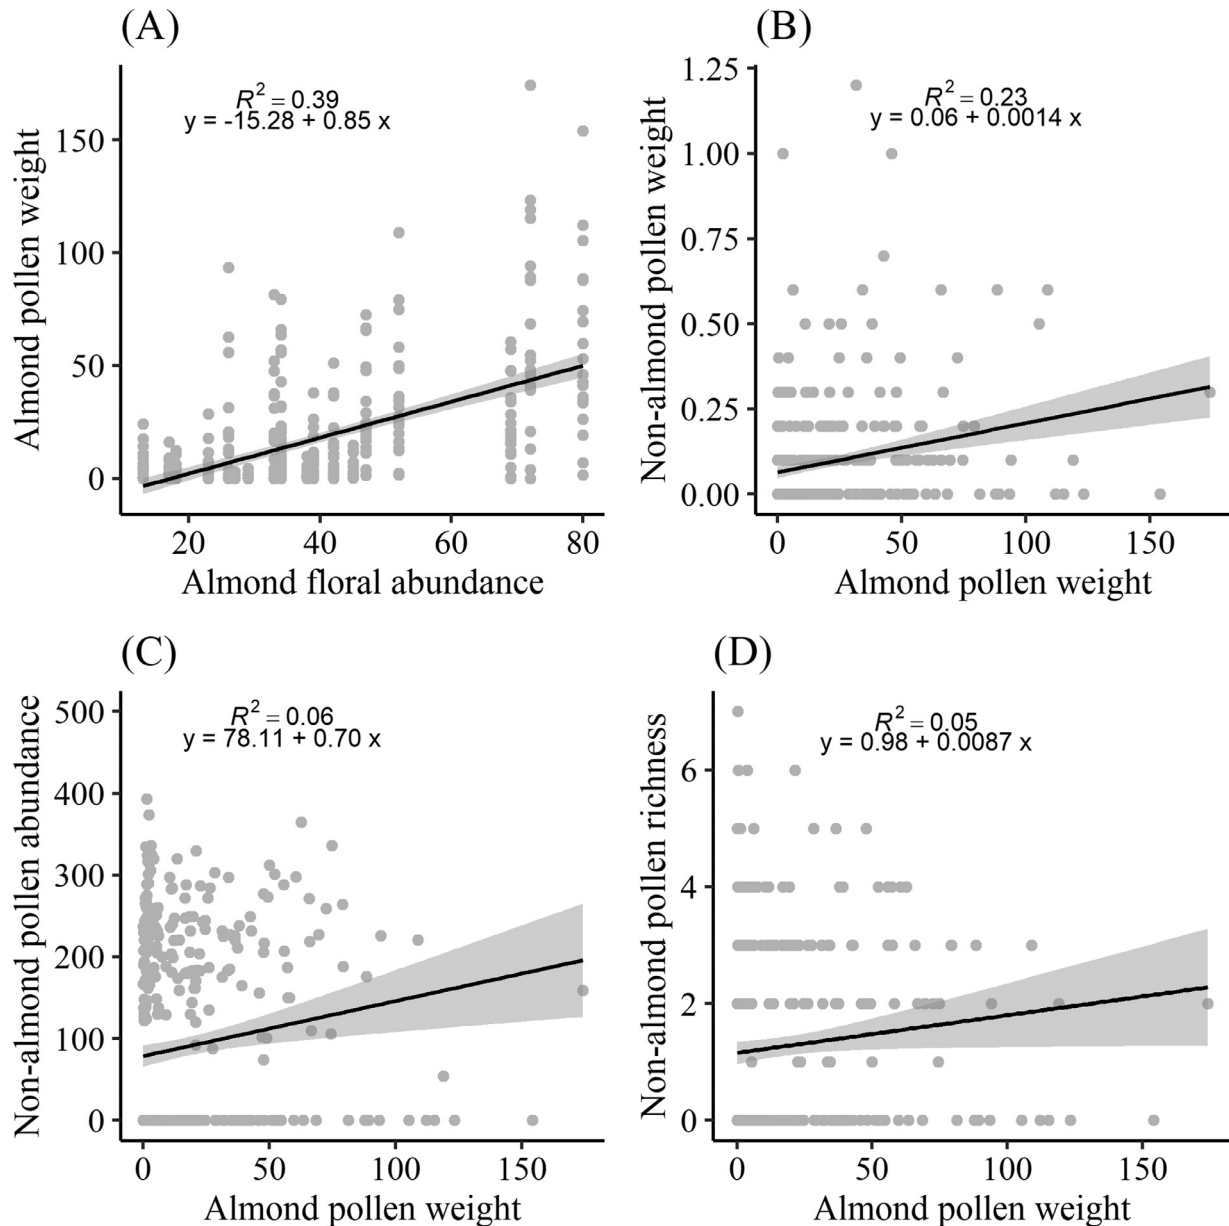 (A)
R² = 0.39
y = -15.28 + 0.85 x
Almond pollen weight
150
100
50
0
20
40
60
80
Almond floral abundance
(B)
R² = 0.23
y = 0.06 + 0.0014 x
Non-almond pollen weight
1.25
1.00
0.75
0.50
0.25
0.00
0
50
100
150
Almond pollen weight
(C)
R² = 0.06
y = 78.11 + 0.70 x
Non-almond pollen abundance
500
400
300
200
100
0
0
50
100
150
Almond pollen weight
(D)
R² = 0.05
y = 0.98 + 0.0087 x
Non-almond pollen richness
6
4
2
0
0
50
100
150
Almond pollen weight